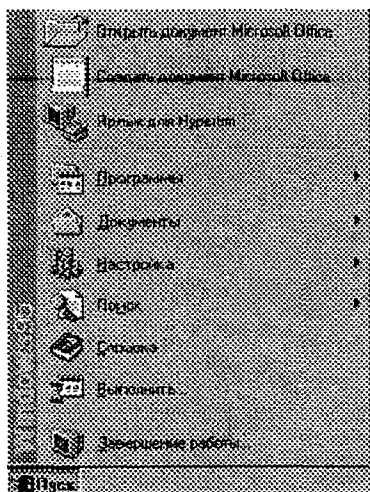 Открыть документ Microsoft Office
Создать документ Microsoft Office
Ярлык для Hyperterm
Программы
Документы
Настройка
Поиск
Справка
Выполнить...
Завершение работы...
Пуск